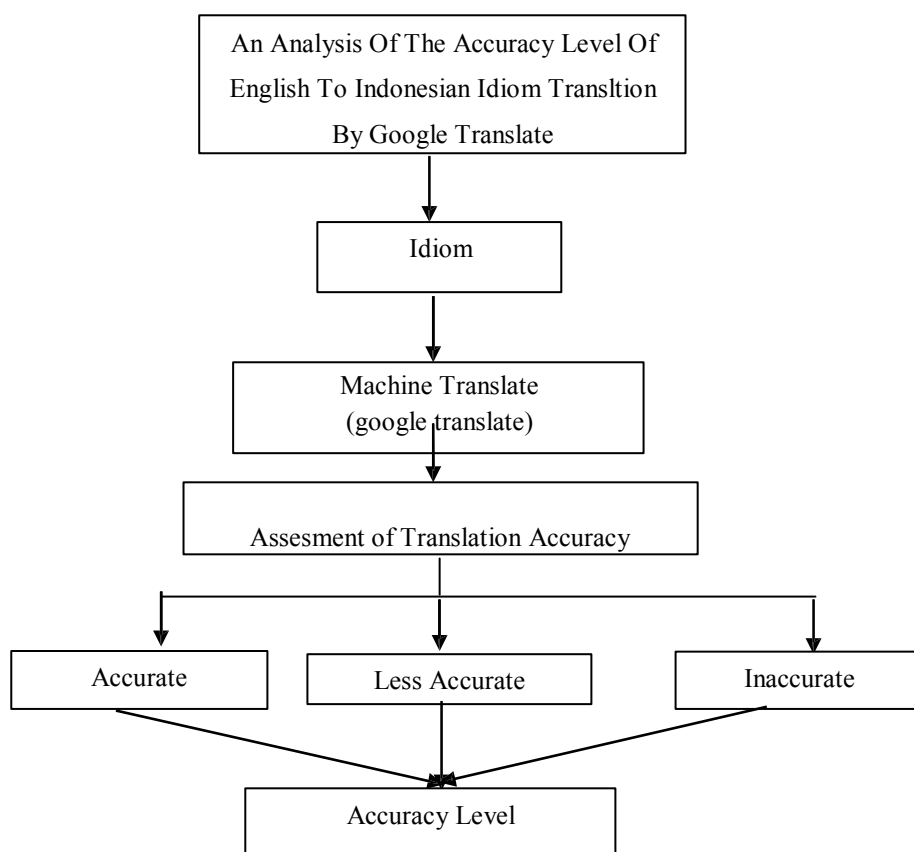 An Analysis Of The Accuracy Level Of
English To Indonesian Idiom Transltion
By Google Translate
Idiom
Machine Translate
(google translate)
Assesment of Translation Accuracy
Accurate
Less Accurate
Inaccurate
Accuracy Level